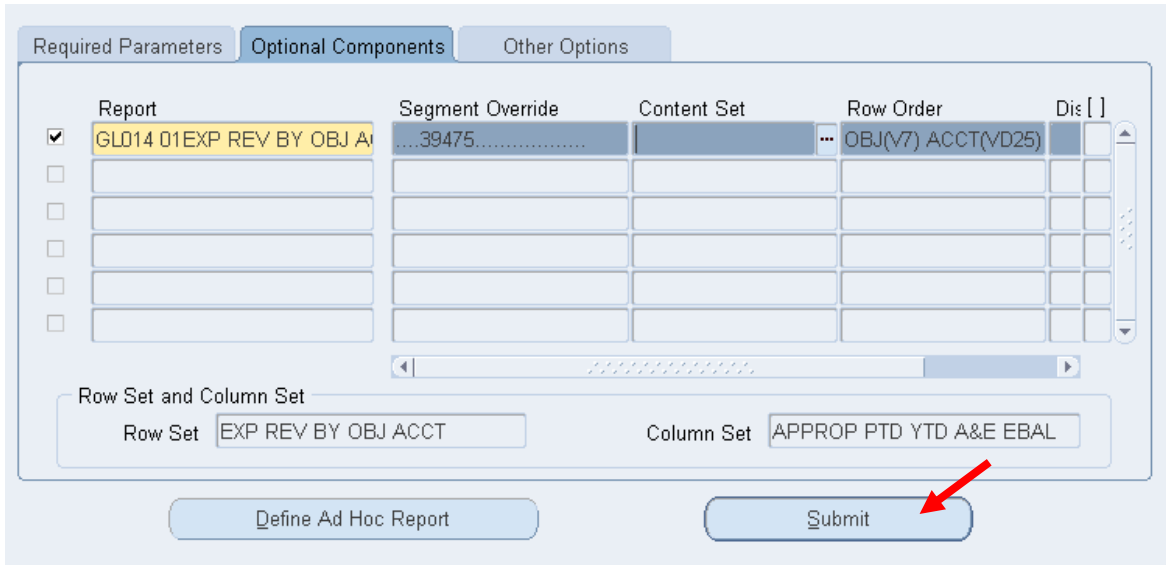 Required Parameters Optional Components Other Options
Report Segment Override Content Set Row Order Dis [ ]
GL014 01EXP REV BY OBJ A ....39475.................. ... OBJ(V7) ACCT(VD25)
Row Set and Column Set
Row Set EXP REV BY OBJ ACCT Column Set APPROP PTD YTD A&E EBAL
Define Ad Hoc Report Submit